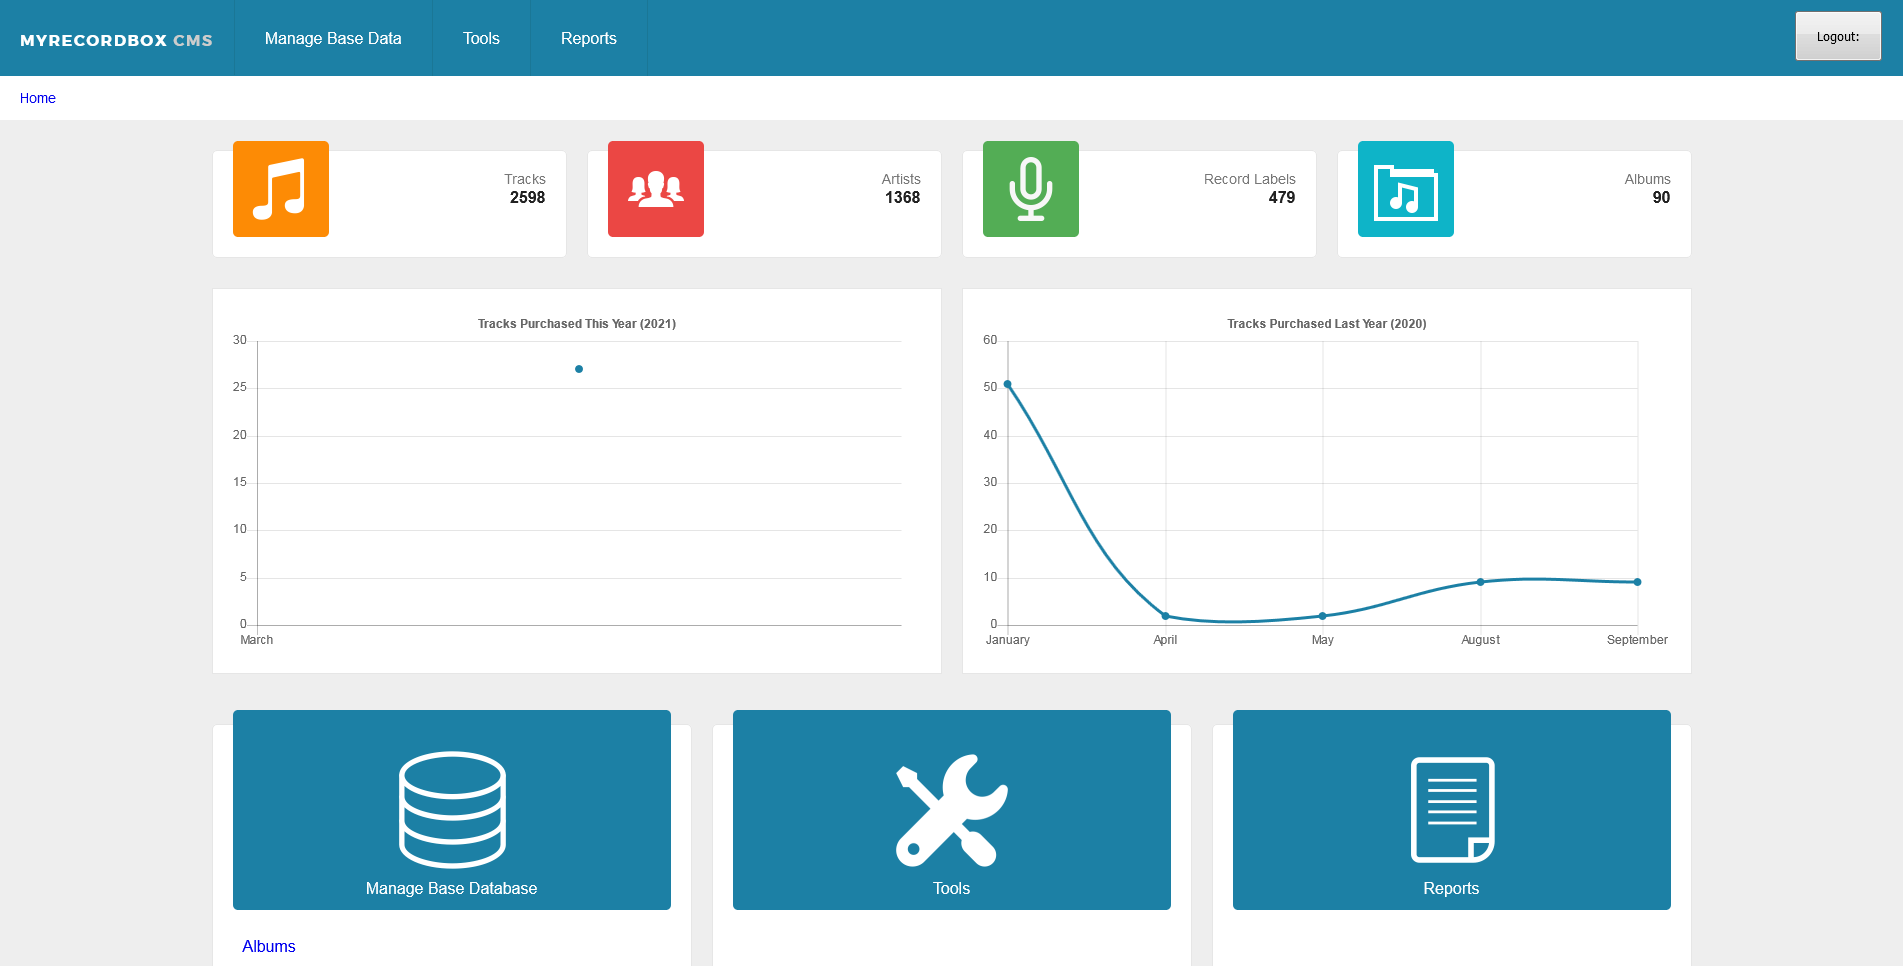 MYRECORDBOX CMS
Manage Base Data
Tools
Reports
Logout:
Home
Tracks
2598
Artists
1368
Record Labels
479
Albums
90
Tracks Purchased This Year (2021)
30
25
20
15
10
5
0
March
Tracks Purchased Last Year (2020)
60
50
40
30
20
10
0
January April May August September
Manage Base Database
Tools
Reports
Albums